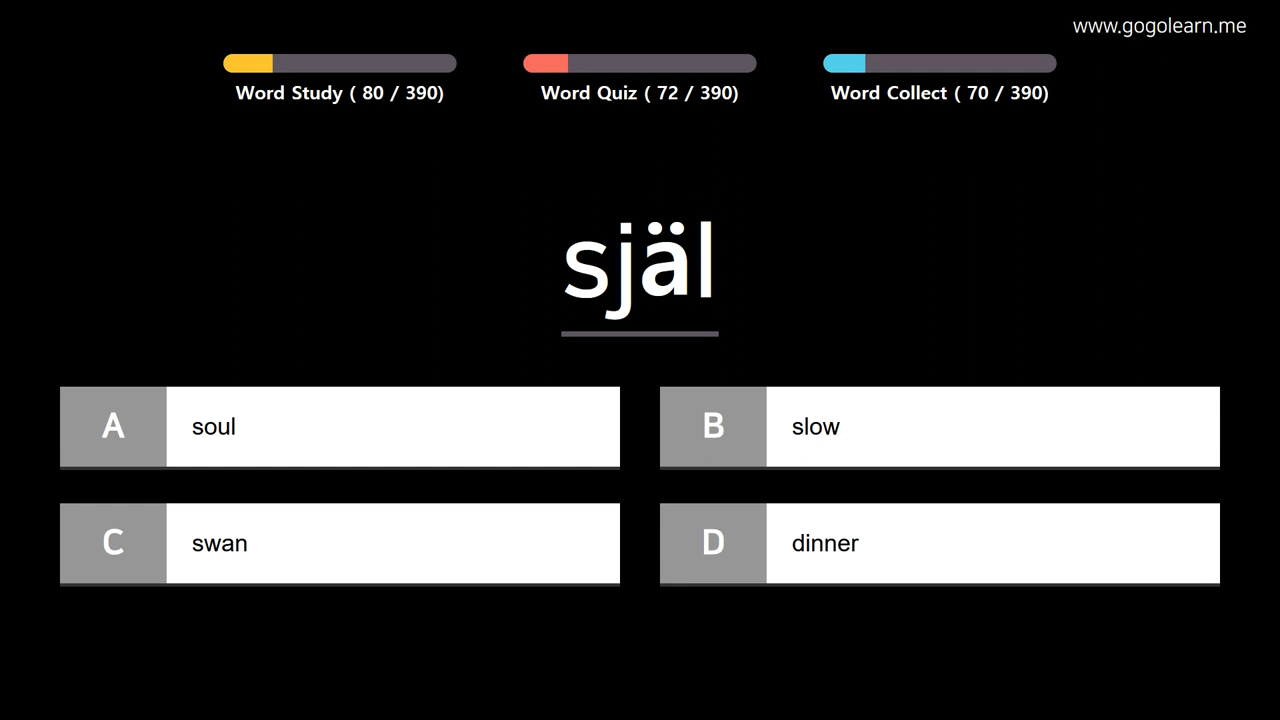 www.gogolearn.me
Word Study ( 80 / 390)
Word Quiz ( 72 / 390)
Word Collect ( 70 / 390)
själ
A soul
B slow
C swan
D dinner